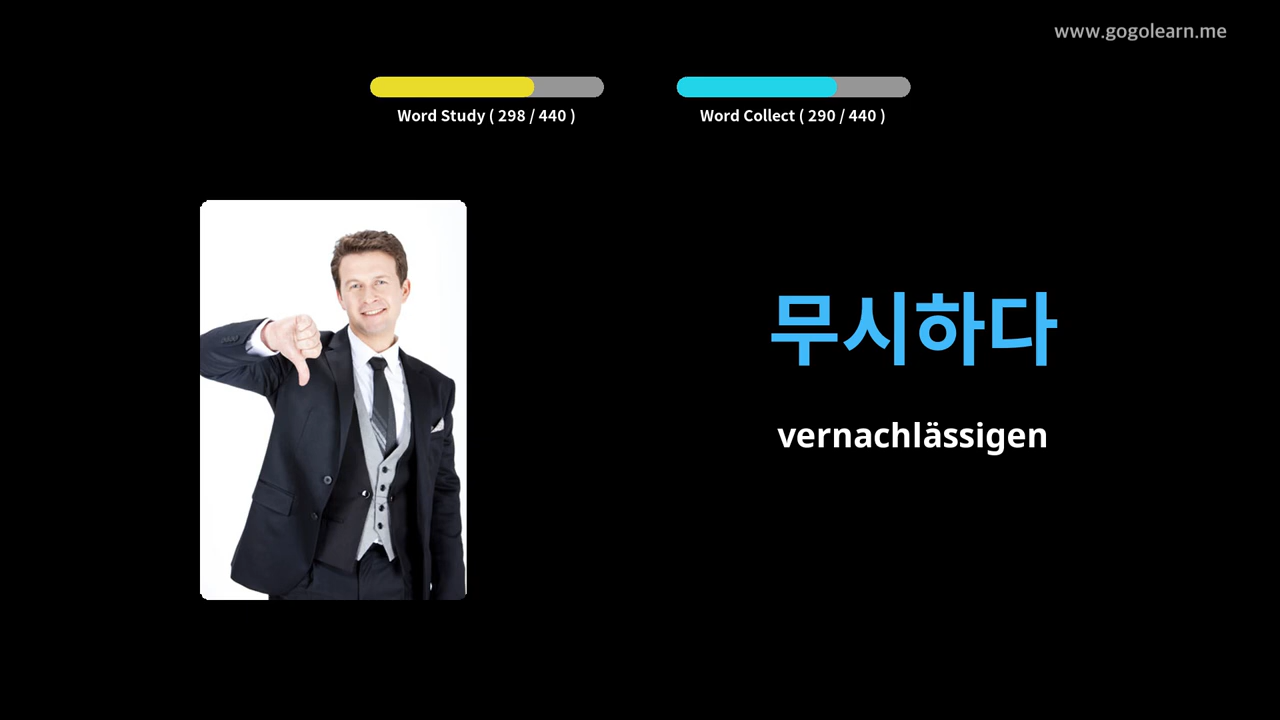 www.gogolearn.me
Word Study ( 298 / 440 )
Word Collect ( 290 / 440 )
무시하다
vernachlässigen